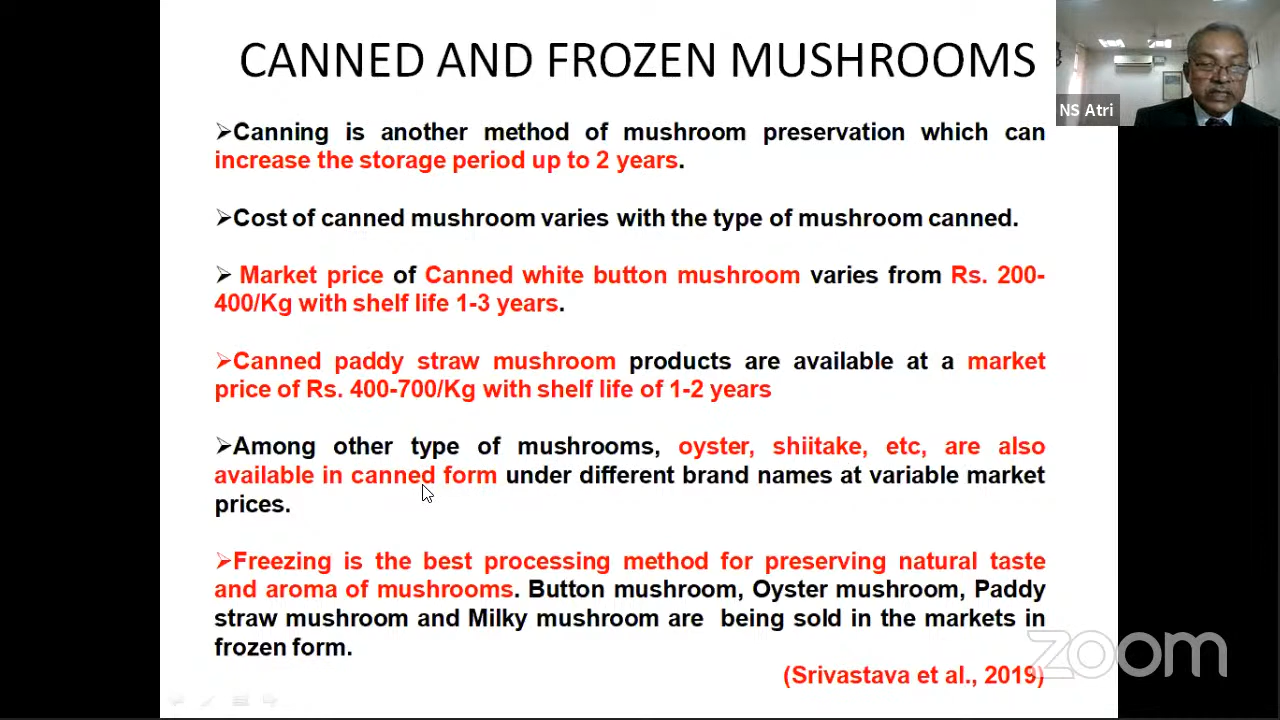 CANNED AND FROZEN MUSHROOMS
NS Atri
➢Canning is another method of mushroom preservation which can
increase the storage period up to 2 years.
➢Cost of canned mushroom varies with the type of mushroom canned.
➢ Market price of Canned white button mushroom varies from Rs. 200-
400/Kg with shelf life 1-3 years.
➢Canned paddy straw mushroom products are available at a market
price of Rs. 400-700/Kg with shelf life of 1-2 years
➢Among other type of mushrooms, oyster, shiitake, etc, are also
available in canned form under different brand names at variable market
prices.
➢Freezing is the best processing method for preserving natural taste
and aroma of mushrooms. Button mushroom, Oyster mushroom, Paddy
straw mushroom and Milky mushroom are being sold in the markets in
frozen form.
(Srivastava et al., 2019)
zoom